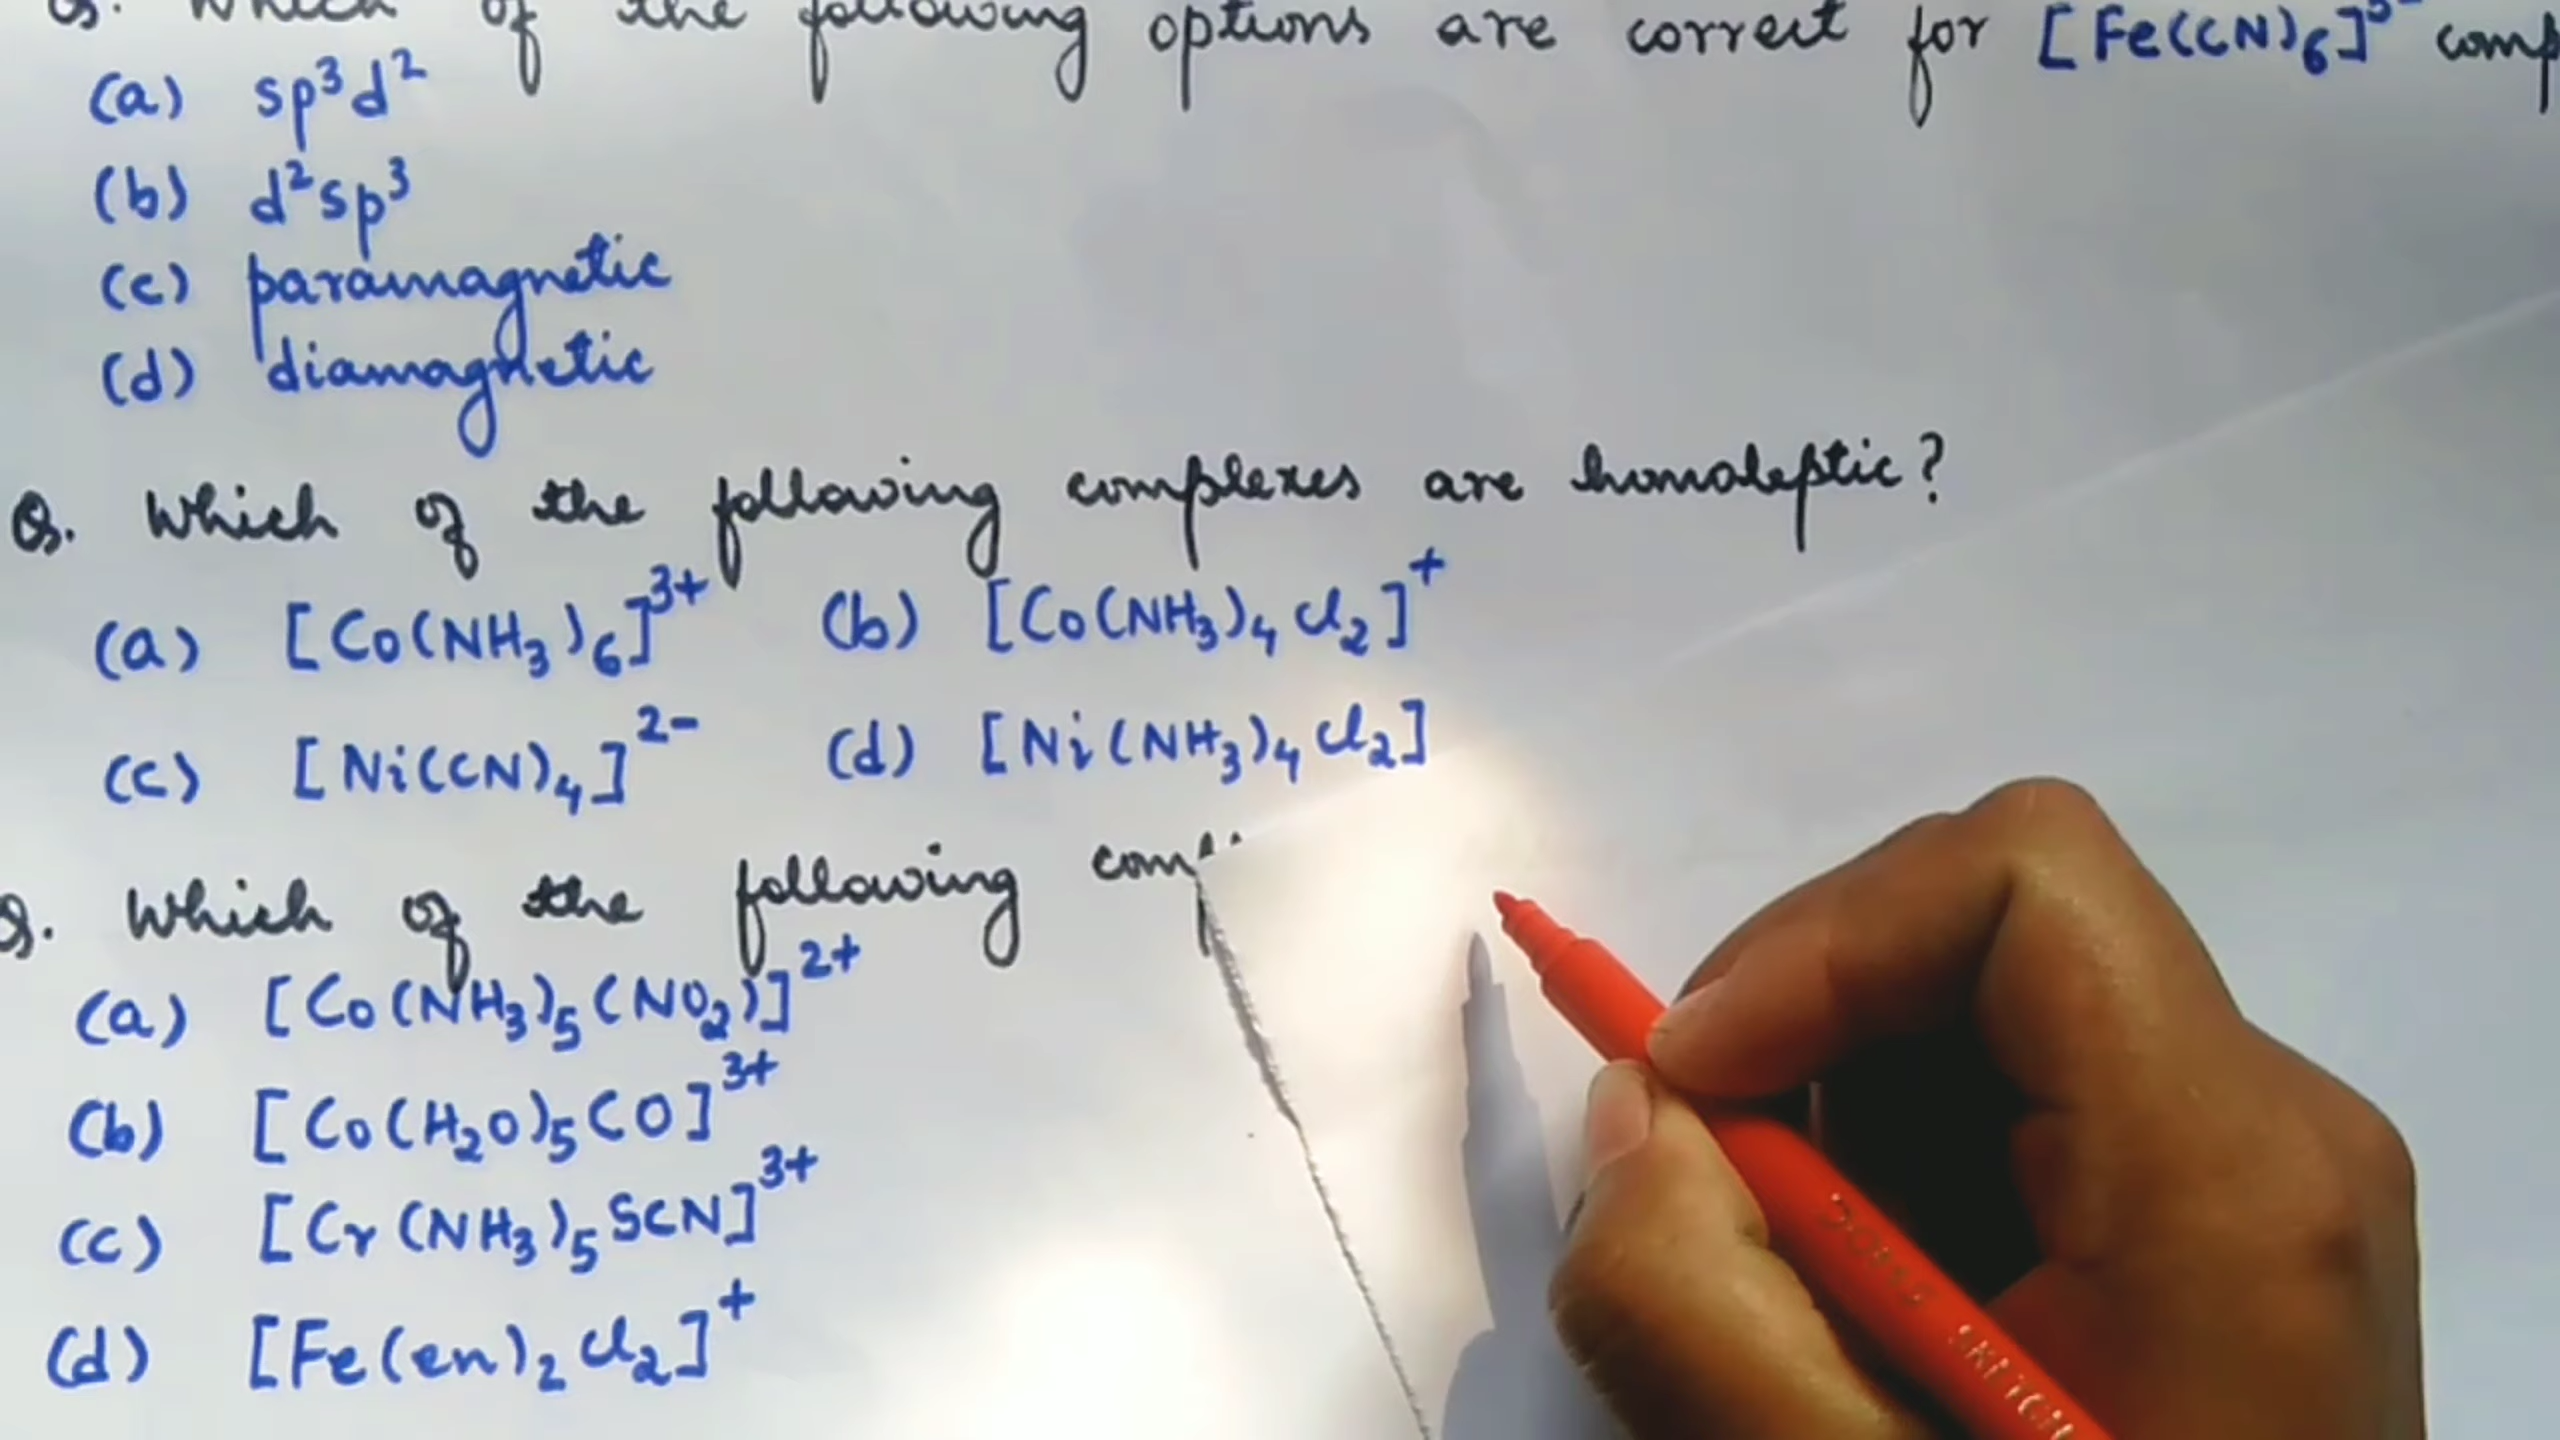 Q. Which of the following options are correct for [Fe(CN)6]3-
(a) sp³d²
(b) d²sp³
(c) paramagnetic
(d) diamagnetic
Q. Which of the following complexes are homoleptic?
(a) [Co(NH₃)₆]³⁺ (b) [Co(NH₃)₄Cl₂]⁺
(c) [Ni(CN)₄]²⁻ (d) [Ni(NH₃)₄Cl₂]
Q. Which of the following
(a) [Co(NH₃)₅(NO₂)]²⁺
(b) [Co(H₂O)₅CO]³⁺
(c) [Cr(NH₃)₅SCN]³⁺
(d) [Fe(en)₂Cl₂]⁺